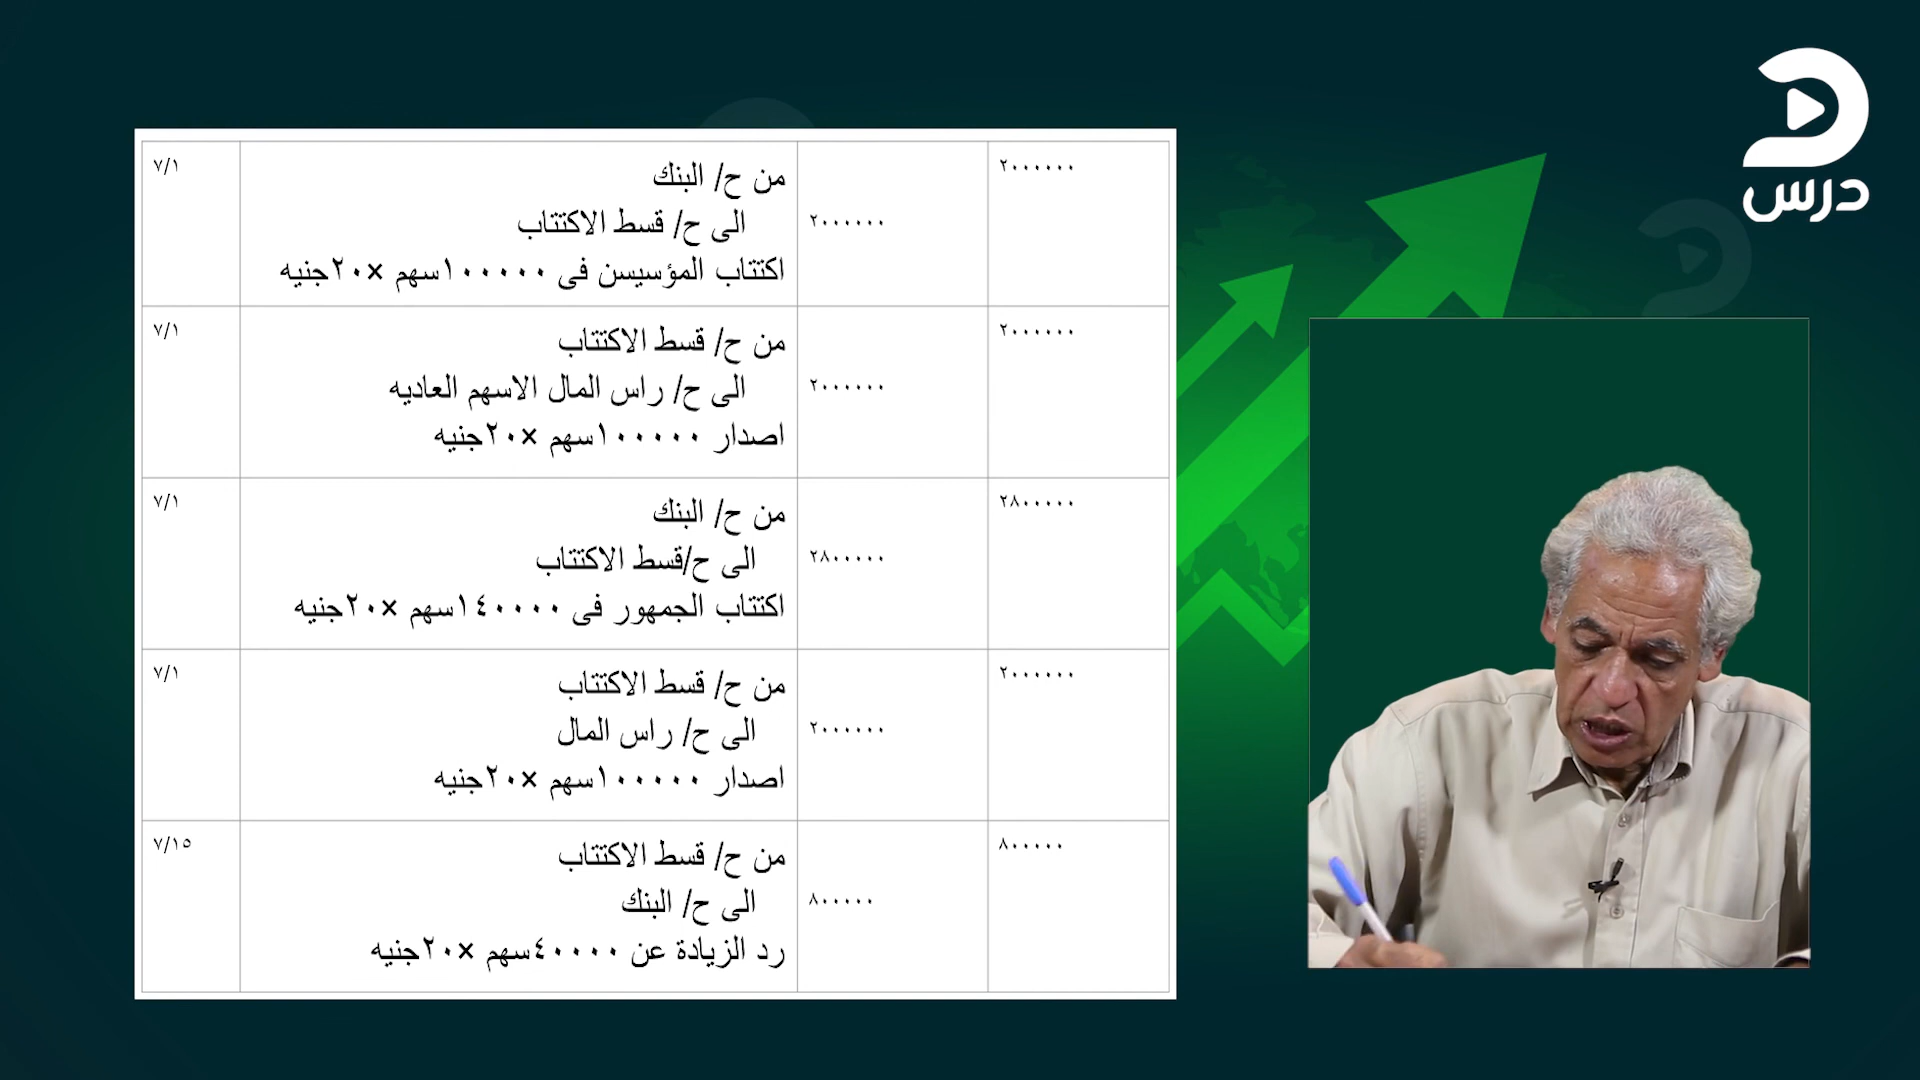 درس
٢٠٠٠٠٠٠
من ح/ البنك
٧/١
٢٠٠٠٠٠٠
الى ح/ قسط الاكتتاب
اكتتاب المؤسيسن فى ١٠٠٠٠٠سهم ×٢٠جنيه
٢٠٠٠٠٠٠
من ح/ قسط الاكتتاب
٧/١
٢٠٠٠٠٠٠
الى ح/ راس المال الاسهم العاديه
اصدار ١٠٠٠٠٠سهم ×٢٠جنيه
٢٨٠٠٠٠٠
من ح/ البنك
٧/١
٢٨٠٠٠٠٠
الى ح/قسط الاكتتاب
اكتتاب الجمهور فى ١٤٠٠٠٠سهم ×٢٠جنيه
٢٠٠٠٠٠٠
من ح/ قسط الاكتتاب
٧/١
٢٠٠٠٠٠٠
الى ح/ راس المال
اصدار ١٠٠٠٠٠سهم ×٢٠جنيه
٨٠٠٠٠٠
من ح/ قسط الاكتتاب
٧/١٥
٨٠٠٠٠٠
الى ح/ البنك
رد الزيادة عن ٤٠٠٠٠سهم ×٢٠جنيه